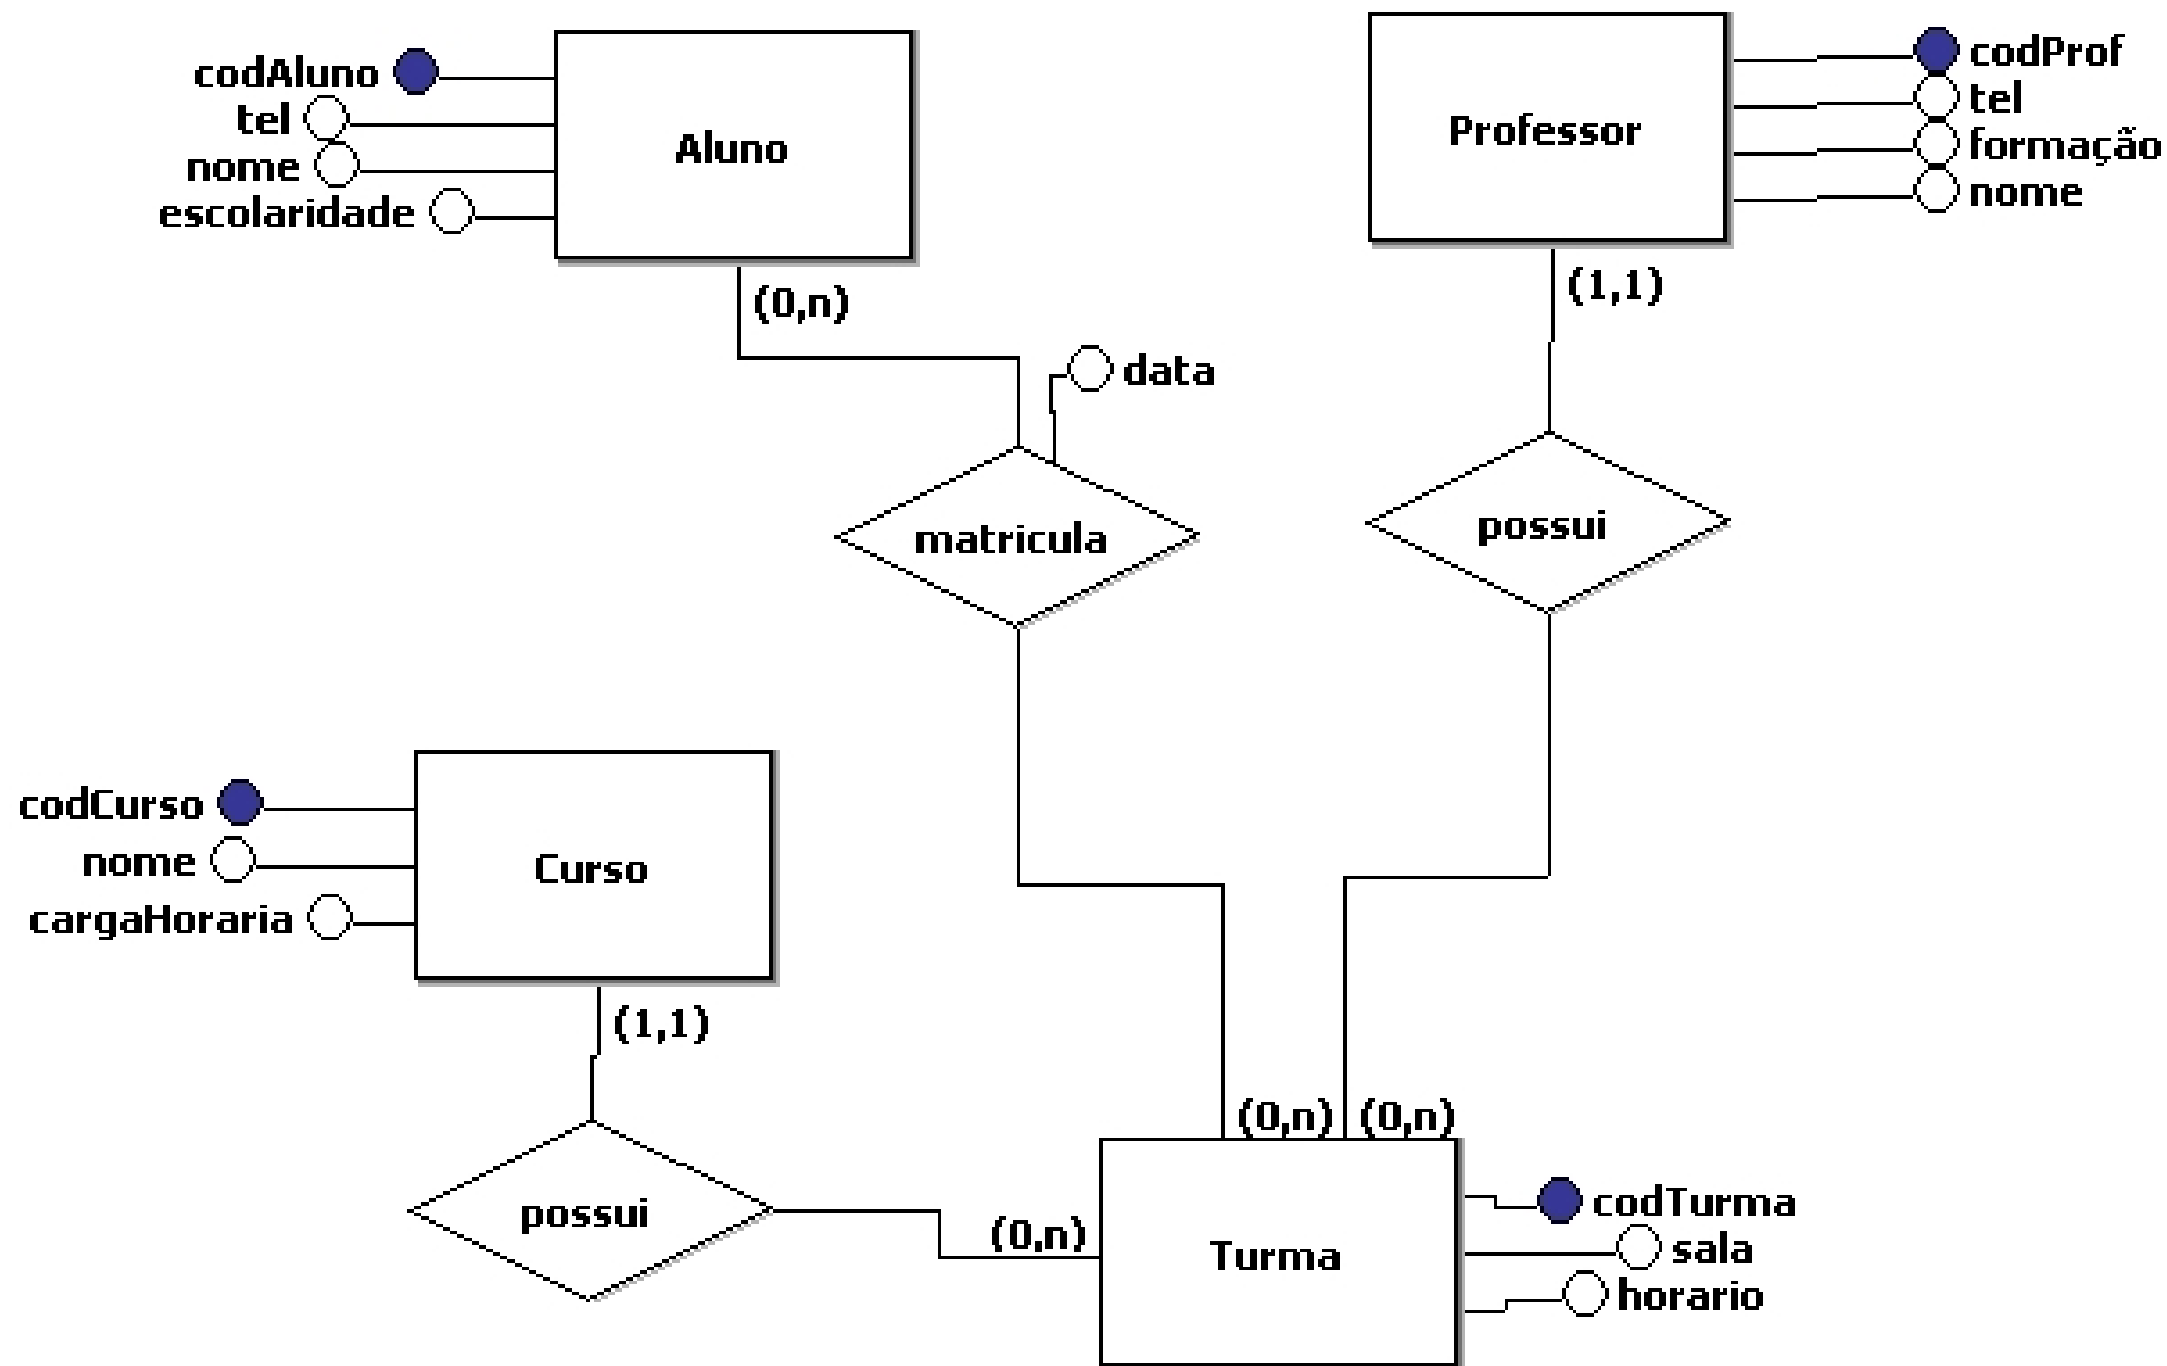 codAluno
tel
nome
escolaridade
Aluno
(0,n)
Professor
codProf
tel
formação
nome
(1,1)
data
matricula
possui
codCurso
nome
cargaHoraria
Curso
(1,1)
possui
(0,n)
(0,n)
(0,n)
Turma
codTurma
sala
horario